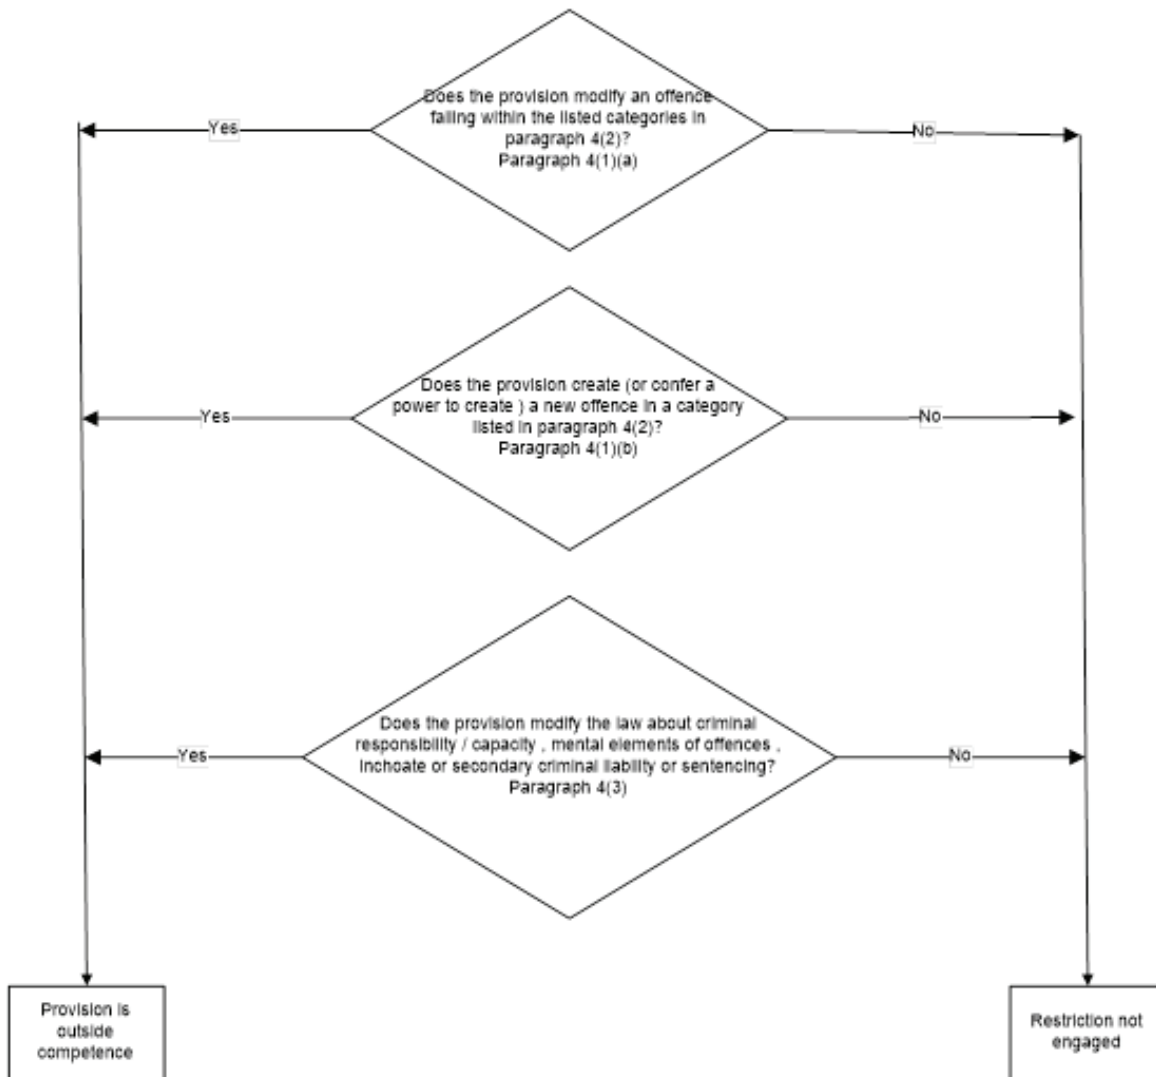 Does the provision modify an offence
falling within the listed categories in
paragraph 4(2)?
Paragraph 4(1)(a)
Yes
No
Does the provision create (or confer a
power to create ) a new offence in a category
listed in paragraph 4(2)?
Paragraph 4(1)(b)
Yes
No
Does the provision modify the law about criminal
responsibility / capacity , mental elements of offences ,
inchoate or secondary criminal liability or sentencing?
Paragraph 4(3)
Yes
No
Provision is
outside
competence
Restriction not
engaged